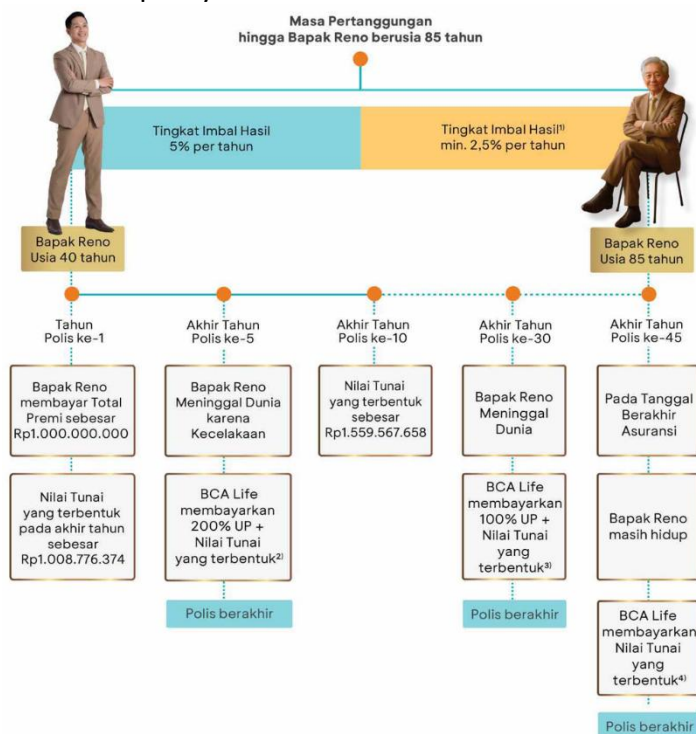 Masa Pertanggungan
hingga Bapak Reno berusia 85 tahun
Tingkat Imbal Hasil
5% per tahun
Tingkat Imbal Hasil¹⁾
min. 2,5% per tahun
Bapak Reno
Usia 40 tahun
Bapak Reno
Usia 85 tahun
Tahun
Polis ke-1
Bapak Reno
membayar Total
Premi sebesar
Rp1.000.000.000
Nilai Tunai
yang terbentuk
pada akhir tahun
sebesar
Rp1.008.776.374
Akhir Tahun
Polis ke-5
Bapak Reno
Meninggal Dunia
karena
Kecelakaan
BCA Life
membayarkan
200% UP +
Nilai Tunai
yang terbentuk²⁾
Polis berakhir
Akhir Tahun
Polis ke-10
Nilai Tunai
yang terbentuk
sebesar
Rp1.559.567.658
Akhir Tahun
Polis ke-30
Bapak Reno
Meninggal
Dunia
BCA Life
membayarkan
100% UP +
Nilai Tunai
yang
terbentuk³⁾
Polis berakhir
Akhir Tahun
Polis ke-45
Pada Tanggal
Berakhir
Asuransi
Bapak Reno
masih hidup
BCA Life
membayarkan
Nilai Tunai
yang
terbentuk⁴⁾
Polis berakhir